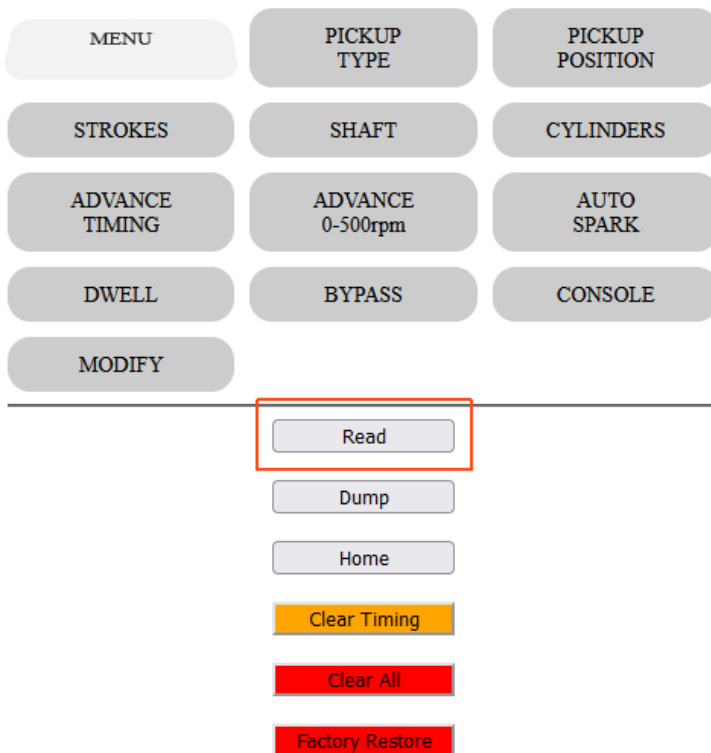 MENU
PICKUP
TYPE
PICKUP
POSITION
STROKES
SHAFT
CYLINDERS
ADVANCE
TIMING
ADVANCE
0-500rpm
AUTO
SPARK
DWELL
BYPASS
CONSOLE
MODIFY
Read
Dump
Home
Clear Timing
Clear All
Factory Restore